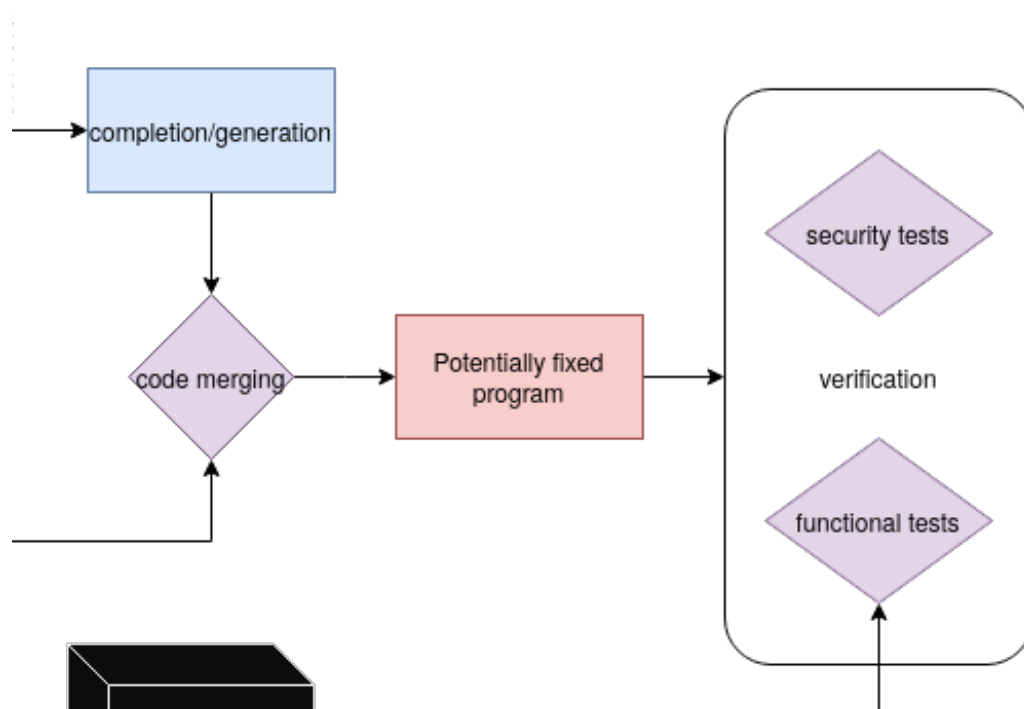 completion/generation
security tests
code merging
Potentially fixed
program
verification
functional tests